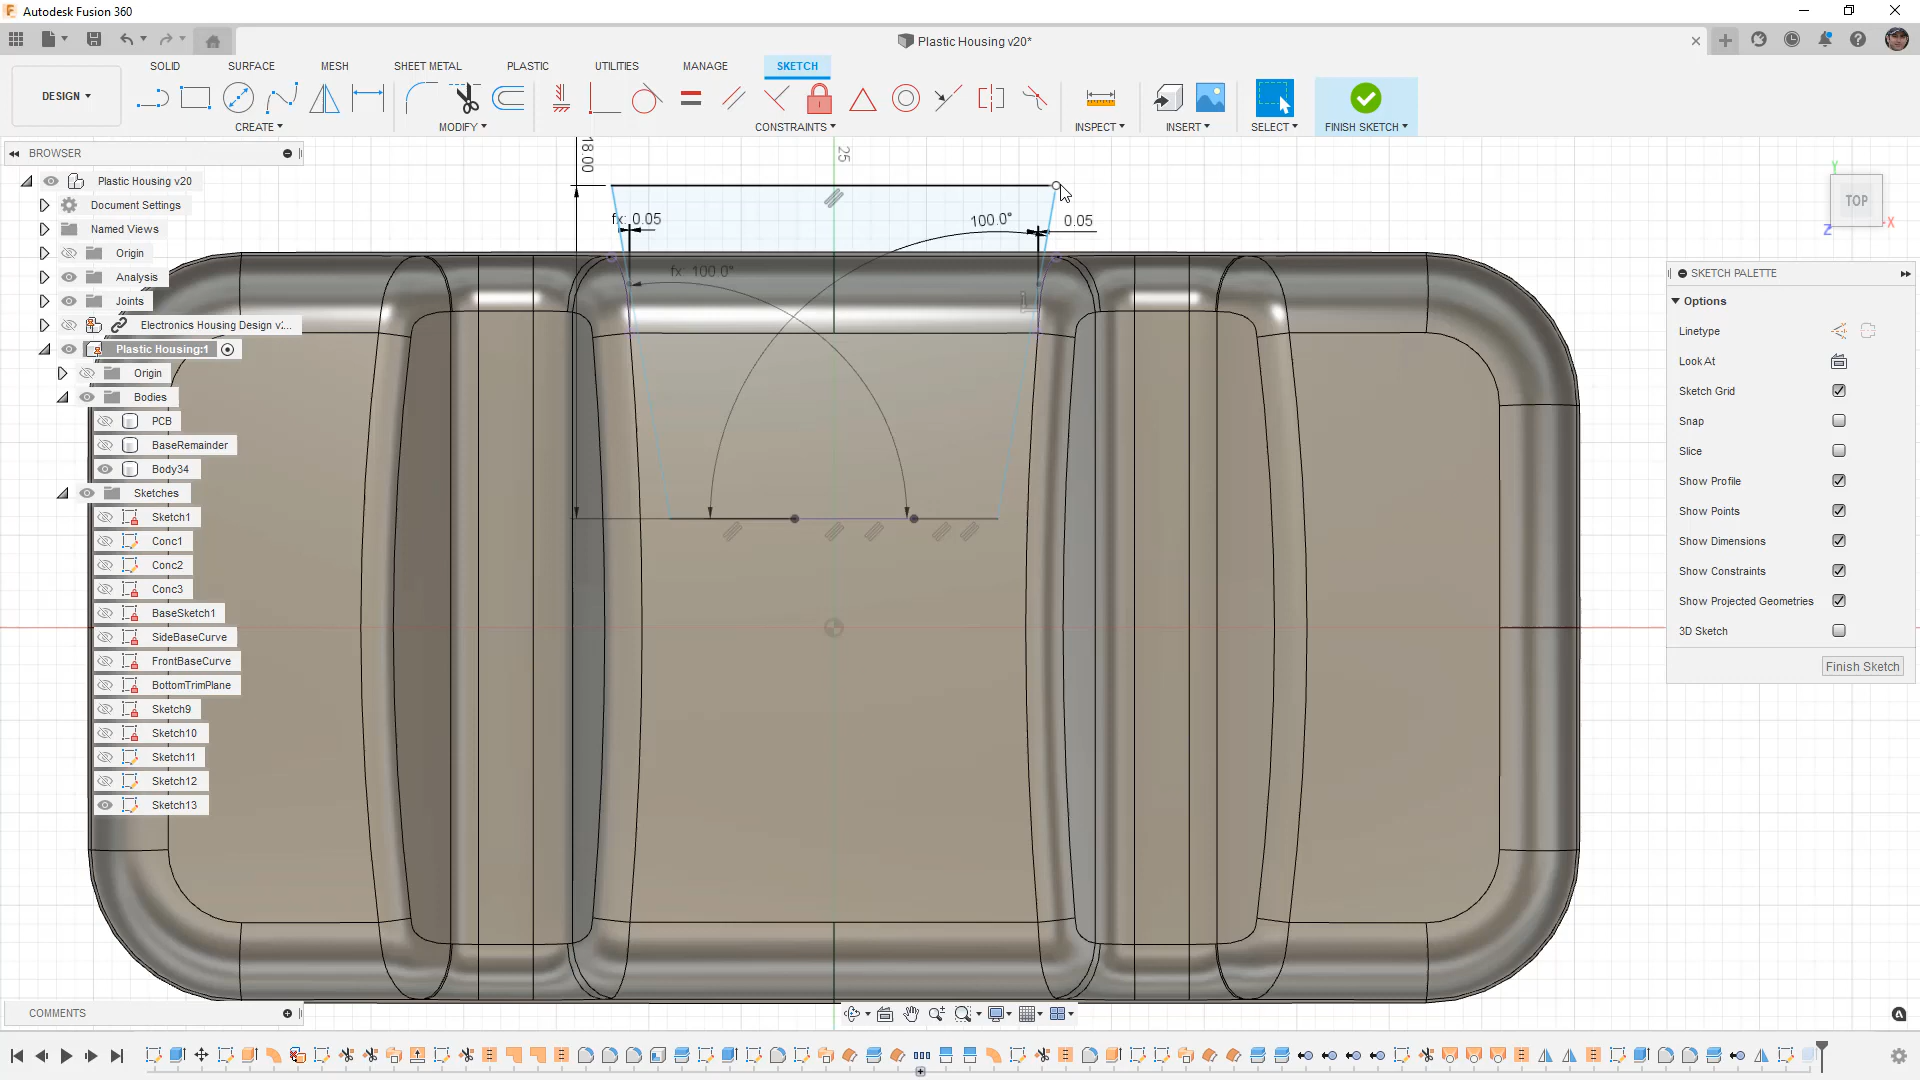 Autodesk Fusion 360
Plastic Housing v20*
DESIGN
SOLID
SURFACE
MESH
SHEET METAL
PLASTIC
UTILITIES
MANAGE
SKETCH
CREATE
MODIFY
CONSTRAINTS
INSPECT
INSERT
SELECT
FINISH SKETCH
BROWSER
Plastic Housing v20
Document Settings
Named Views
Origin
Analysis
Joints
Electronics Housing Design v'...
Plastic Housing:1
Origin
Bodies
PCB
BaseRemainder
Body34
Sketches
Sketch1
Conc1
Conc2
Conc3
BaseSketch1
SideBaseCurve
FrontBaseCurve
BottomTrimPlane
Sketch9
Sketch10
Sketch11
Sketch12
Sketch13
18.00
25
fx: 0.05
100.0°
0.05
fx: 100.0°
Y
TOP
Z
X
SKETCH PALETTE
Options
Linetype
Look At
Sketch Grid
Snap
Slice
Show Profile
Show Points
Show Dimensions
Show Constraints
Show Projected Geometries
3D Sketch
Finish Sketch
COMMENTS